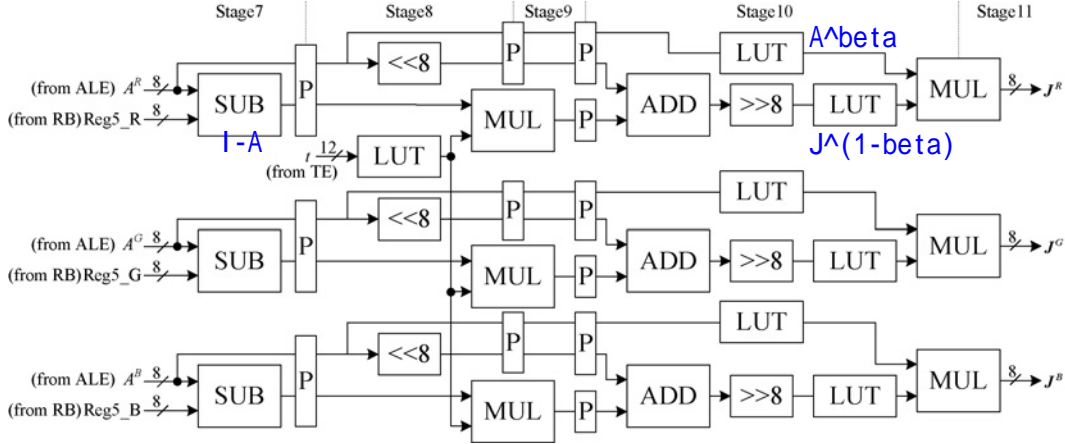 Stage7 Stage8 Stage9 Stage10 Stage11
LUT A^beta
(from ALE) A^R 8 SUB P <<8 P P ADD >>8 LUT MUL 8 J^R
(from RB)Reg5_R 8 MUL P
I-A J^(1-beta)
t 12 LUT
(from TE)
LUT
(from ALE) A^G 8 SUB P <<8 P P ADD >>8 LUT MUL 8 J^G
(from RB)Reg5_G 8 MUL P
LUT
(from ALE) A^B 8 SUB P <<8 P P ADD >>8 LUT MUL 8 J^B
(from RB)Reg5_B 8 MUL P